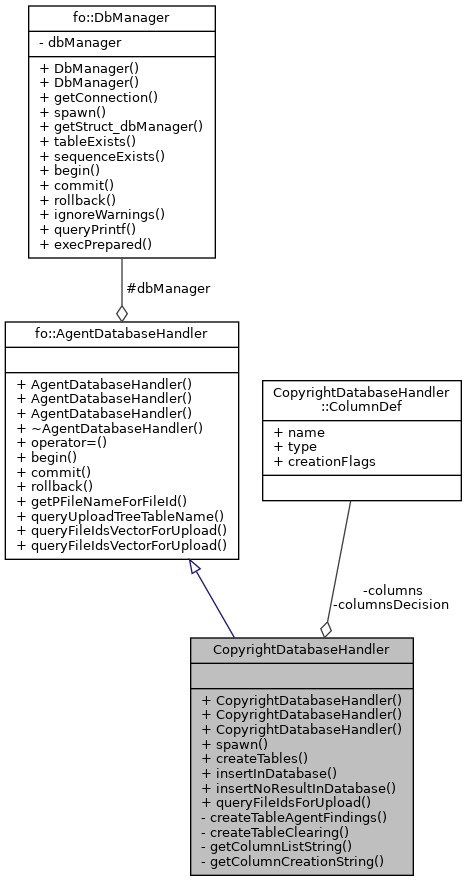 fo::DbManager
- dbManager
+ DbManager()
+ DbManager()
+ getConnection()
+ spawn()
+ getStruct_dbManager()
+ tableExists()
+ sequenceExists()
+ begin()
+ commit()
+ rollback()
+ ignoreWarnings()
+ queryPrintf()
+ execPrepared()
#dbManager
fo::AgentDatabaseHandler
+ AgentDatabaseHandler()
+ AgentDatabaseHandler()
+ AgentDatabaseHandler()
+ ~AgentDatabaseHandler()
+ operator=()
+ begin()
+ commit()
+ rollback()
+ getPFileNameForFileId()
+ queryUploadTreeTableName()
+ queryFileIdsVectorForUpload()
+ queryFileIdsVectorForUpload()
CopyrightDatabaseHandler
::ColumnDef
+ name
+ type
+ creationFlags
-columns
-columnsDecision
CopyrightDatabaseHandler
+ CopyrightDatabaseHandler()
+ CopyrightDatabaseHandler()
+ CopyrightDatabaseHandler()
+ spawn()
+ createTables()
+ insertInDatabase()
+ insertNoResultInDatabase()
+ queryFileIdsForUpload()
- createTableAgentFindings()
- createTableClearing()
- getColumnListString()
- getColumnCreationString()